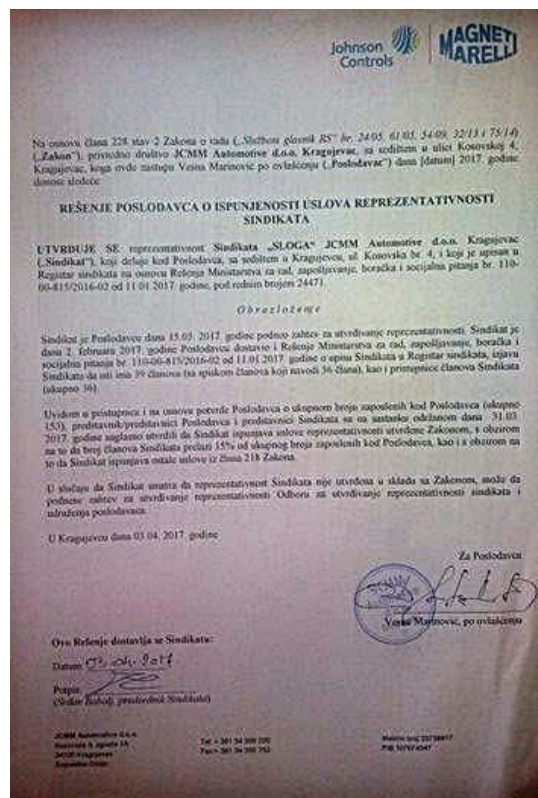 Johnson Controls
MAGNETI MARELLI
Na osnovu člana 228 stav 2 Zakona o radu („Službeni glasnik RS" br. 24/05, 61/05, 54/09, 32/13 i 75/14)
(„Zakon"), privredno društvo JCMM Automotive d.o.o. Kragujevac, sa sedištem u ulici Kosovskoj 4,
Kragujevac, koga ovde zastupa Vesna Marinović po ovlašćenju („Poslodavac") dana [datum] 2017. godine
donosi sledeće
REŠENJE POSLODAVCA O ISPUNJENOSTI USLOVA REPREZENTATIVNOSTI
SINDIKATA
UTVRĐUJE SE reprezentativnost Sindikata „SLOGA" JCMM Automotive d.o.o. Kragujevac
(„Sindikat"), koji deluje kod Poslodavca, sa sedištem u Kragujevcu, ul. Kosovska br. 4, i koji je upisan u
Registar sindikata na osnovu Rešenja Ministarstva za rad, zapošljavanje, boračka i socijalna pitanja br. 110-
00-815/2016-02 od 11.01.2017. godine, pod rednim brojem 24471.
Obrazloženje
Sindikat je Poslodavcu dana 15.03. 2017. godine podneo zahtev za utvrđivanje reprezentativnosti. Sindikat je
dana 2. februara 2017. godine Poslodavcu dostavio i Rešenje Ministarstva za rad, zapošljavanje, boračka i
socijalna pitanja br. 110-00-815/2016-02 od 11.01.2017. godine o upisu Sindikata u Registar sindikata, izjavu
Sindikata da isti ima 39 članova (sa spiskom članova koji navodi 36 člana), kao i pristupnice članova Sindikata
(ukupno 36).
Uvidom u pristupnice i na osnovu potvrde Poslodavca o ukupnom broju zaposlenih kod Poslodavca (ukupno
153), predstavnik/predstavnici Poslodavca i predstavnici Sindikata su na sastanku održanom dana 31.03.
2017. godine saglasno utvrdili da Sindikat ispunjava uslove reprezentativnosti utvrđene Zakonom, s obzirom
na to da broj članova Sindikata prelazi 15% od ukupnog broja zaposlenih kod Poslodavca, kao i s obzirom na
to da Sindikat ispunjava ostale uslove iz člana 218 Zakona.
U slučaju da Sindikat smatra da reprezentativnost Sindikata nije utvrđena u skladu sa Zakonom, može da
podnese zahtev za utvrđivanje reprezentativnosti Odboru za utvrđivanje reprezentativnosti sindikata i
udruženja poslodavaca.
U Kragujevcu dana 03.04. 2017. godine
Za Poslodavca
Vesna Marinović, po ovlašćenju
Ovo Rešenje dostavlja se Sindikatu:
Datum: 03.04.2017
Potpis:
predsednik Sindikata)
JCMM Automotive d.o.o.
34000 Kragujevac